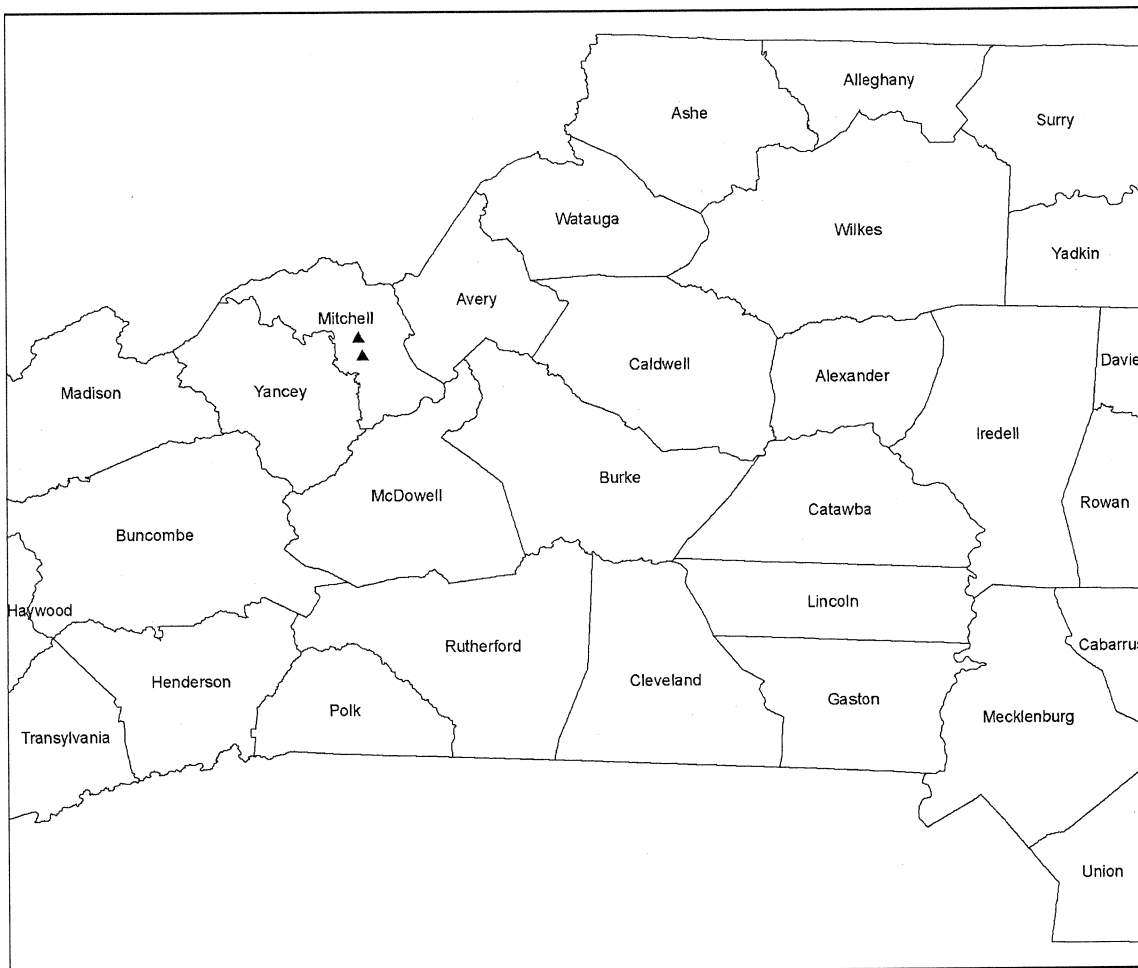 Alleghany
Ashe
Surry
Watauga
Wilkes
Yadkin
Avery
Mitchell
Caldwell
Alexander
Davie
Madison
Yancey
Iredell
Burke
McDowell
Catawba
Rowan
Buncombe
Haywood
Lincoln
Rutherford
Cabarrus
Henderson
Cleveland
Gaston
Polk
Mecklenburg
Transylvania
Union